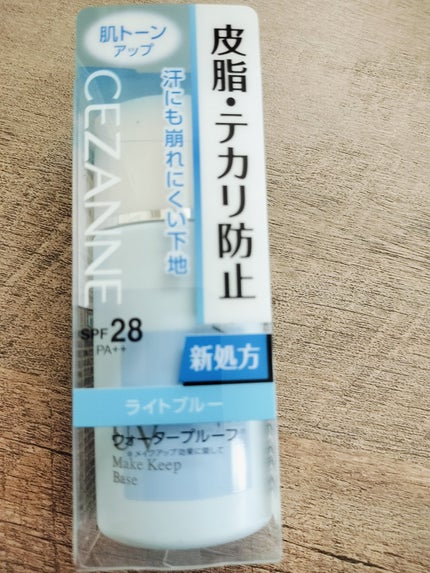 肌トーン
アップ
皮脂・テカリ防止
汗にも崩れにくい下地
CEZANNE
SPF 28
PA++
新処方
ライトブルー
UV
ウォータープルーフ※
※メイクアップ効果に関して
Make Keep
Base